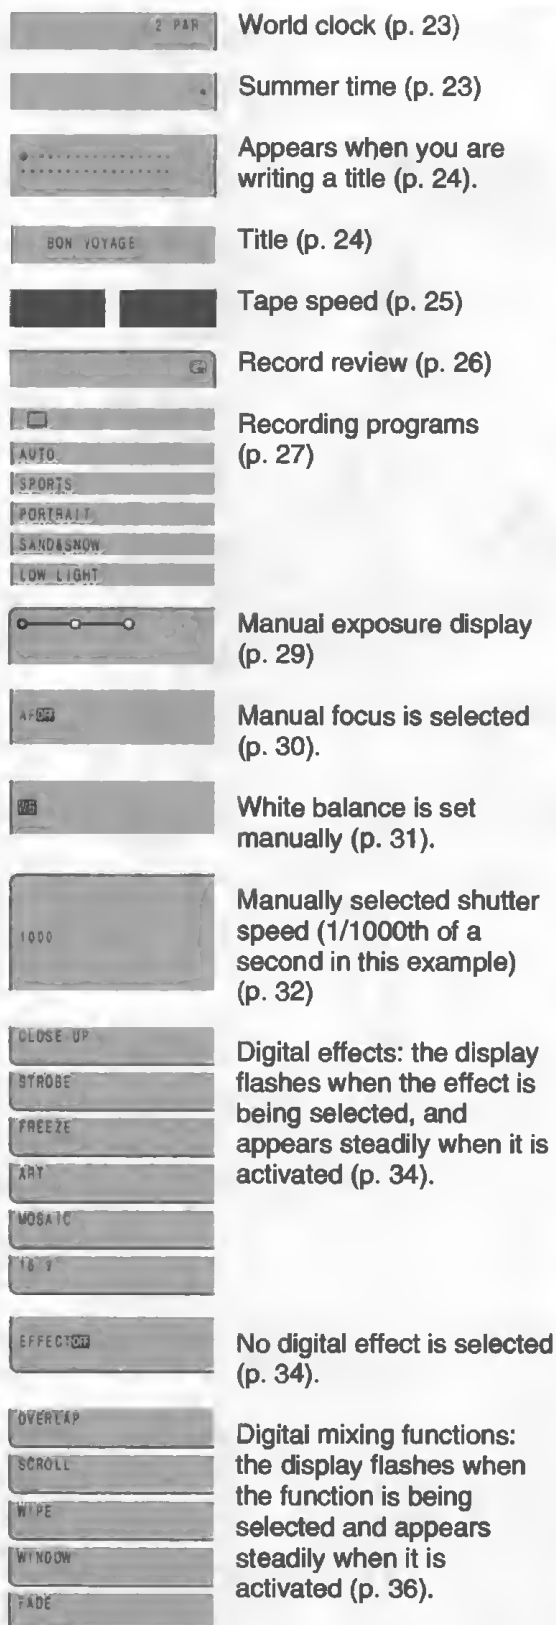 2 PAR
World clock (p. 23)
Summer time (p. 23)
Appears when you are
writing a title (p. 24).
BON VOYAGE
Title (p. 24)
Tape speed (p. 25)
Record review (p. 26)
Recording programs
(p. 27)
AUTO
SPORTS
PORTRAIT
SAND&SNOW
LOW LIGHT
Manual exposure display
(p. 29)
AF OFF
Manual focus is selected
(p. 30).
WB
White balance is set
manually (p. 31).
1000
Manually selected shutter
speed (1/1000th of a
second in this example)
(p. 32)
CLOSE UP
STROBE
FREEZE
ART
MOSAIC
16 9
Digital effects: the display
flashes when the effect is
being selected, and
appears steadily when it is
activated (p. 34).
EFFECT OFF
No digital effect is selected
(p. 34).
OVERLAP
SCROLL
WIPE
WINDOW
FADE
Digital mixing functions:
the display flashes when
the function is being
selected and appears
steadily when it is
activated (p. 36).